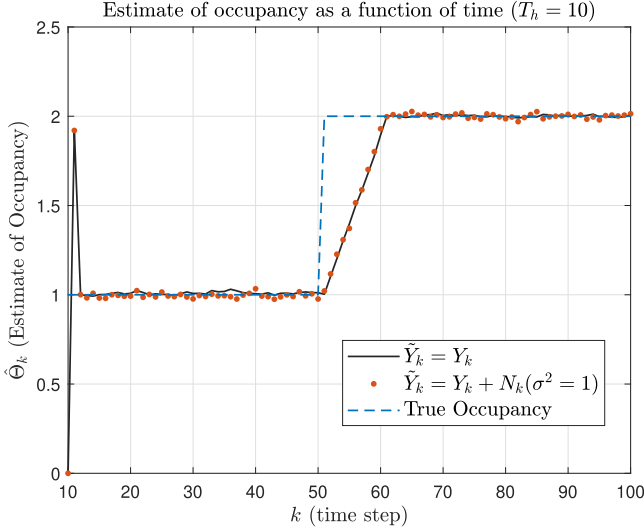 Estimate of occupancy as a function of time (T_h = 10)
2.5
2
1.5
1
0.5
0
Θ̂_k (Estimate of Occupancy)
Ỹ_k = Y_k
Ỹ_k = Y_k + N_k(σ² = 1)
True Occupancy
10 20 30 40 50 60 70 80 90 100
k (time step)